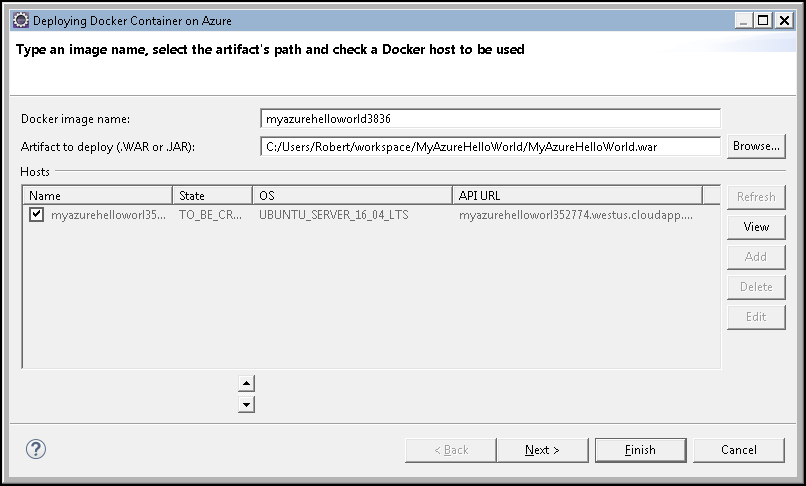 Deploying Docker Container on Azure
Type an image name, select the artifact's path and check a Docker host to be used
Docker image name: myazurehelloworld3836
Artifact to deploy (.WAR or .JAR): C:/Users/Robert/workspace/MyAzureHelloWorld/MyAzureHelloWorld.war Browse...
Hosts
Name State OS API URL Refresh
myazurehelloworl35... TO_BE_CR... UBUNTU_SERVER_16_04_LTS myazurehelloworl352774.westus.cloudapp....
View
Add
Delete
Edit
? < Back Next > Finish Cancel